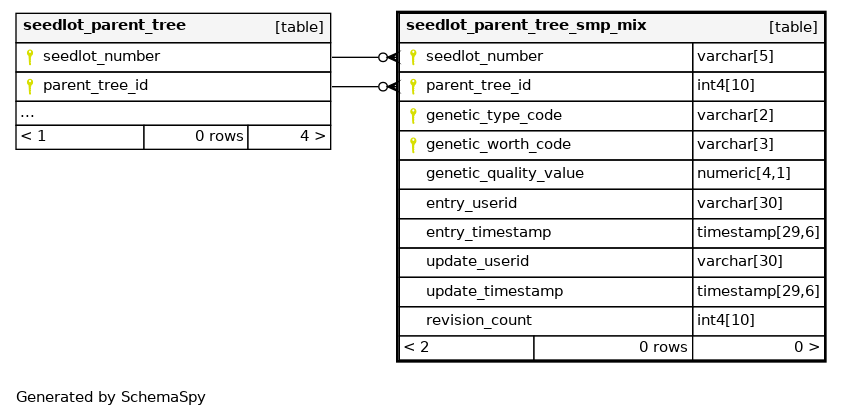 seedlot_parent_tree [table]
seedlot_number
parent_tree_id
...
< 1 0 rows 4 >
seedlot_parent_tree_smp_mix [table]
seedlot_number varchar[5]
parent_tree_id int4[10]
genetic_type_code varchar[2]
genetic_worth_code varchar[3]
genetic_quality_value numeric[4,1]
entry_userid varchar[30]
entry_timestamp timestamp[29,6]
update_userid varchar[30]
update_timestamp timestamp[29,6]
revision_count int4[10]
< 2 0 rows 0 >
Generated by SchemaSpy